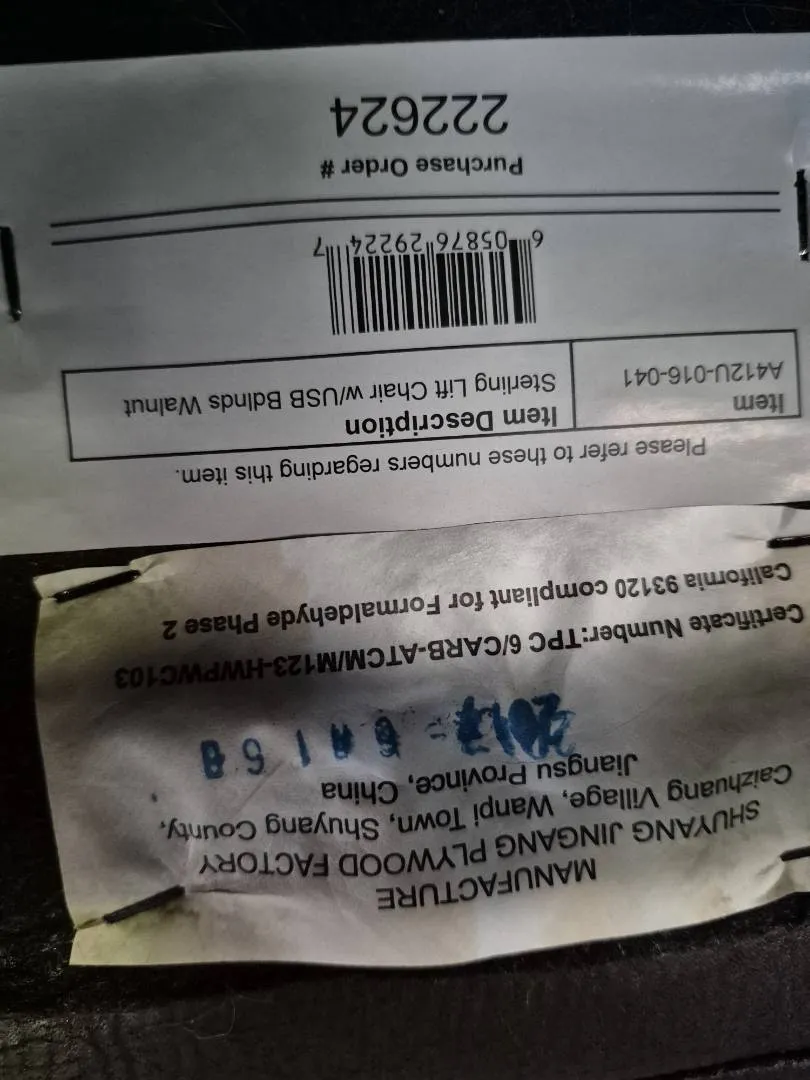 MANUFACTURE
SHUYANG JINGANG PLYWOOD FACTORY
Caizhuang Village, Wanpi Town, Shuyang County,
Jiangsu Province, China
Certificate Number:TPC 6/CARB-ATCM/M123-HWPWC103
California 93120 compliant for Formaldehyde Phase 2
Please refer to these numbers regarding this item.
Item Item Description
A412U-016-041 Sterling Lift Chair w/USB Bdlnds Walnut
6 05876 29224 7
Purchase Order #
222624